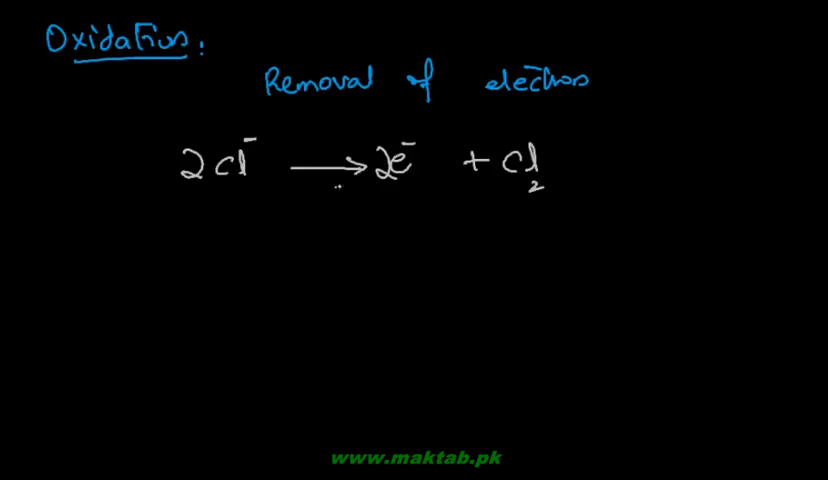 Oxidation:
Removal of electrons
2Cl⁻ ⟶ 2e⁻ + Cl₂
www.maktab.pk